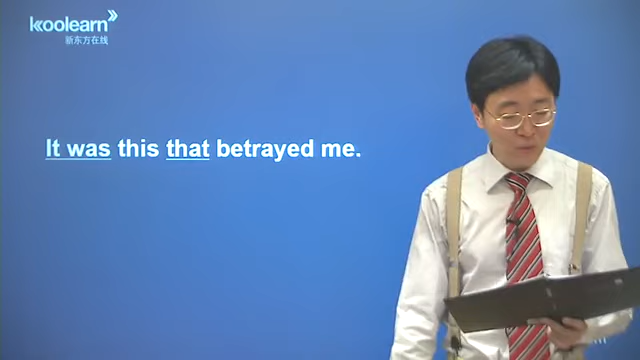 koolearn
新东方在线
It was this that betrayed me.